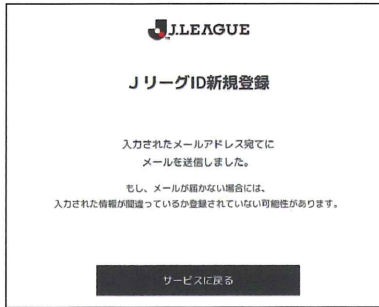 J.LEAGUE
JリーグID新規登録
入力されたメールアドレス宛てに
メールを送信しました。
もし、メールが届かない場合には、
入力された情報が間違っているか登録されていない可能性があります。
サービスに戻る